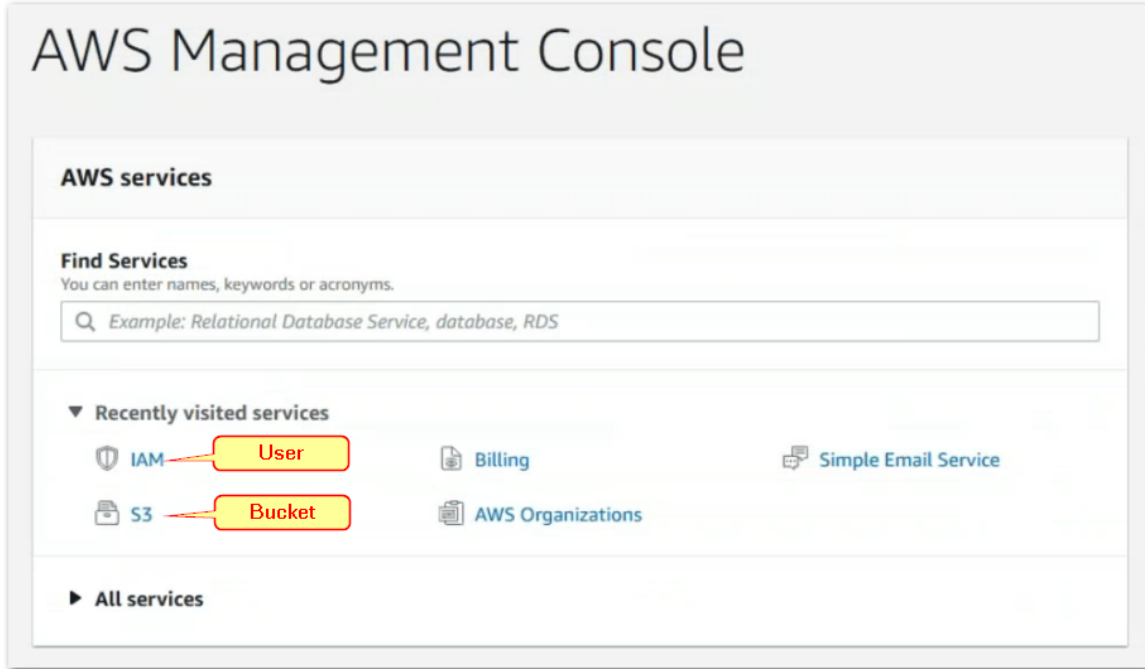 AWS Management Console
AWS services
Find Services
You can enter names, keywords or acronyms.
Example: Relational Database Service, database, RDS
Recently visited services
IAM User Billing Simple Email Service
S3 Bucket AWS Organizations
All services